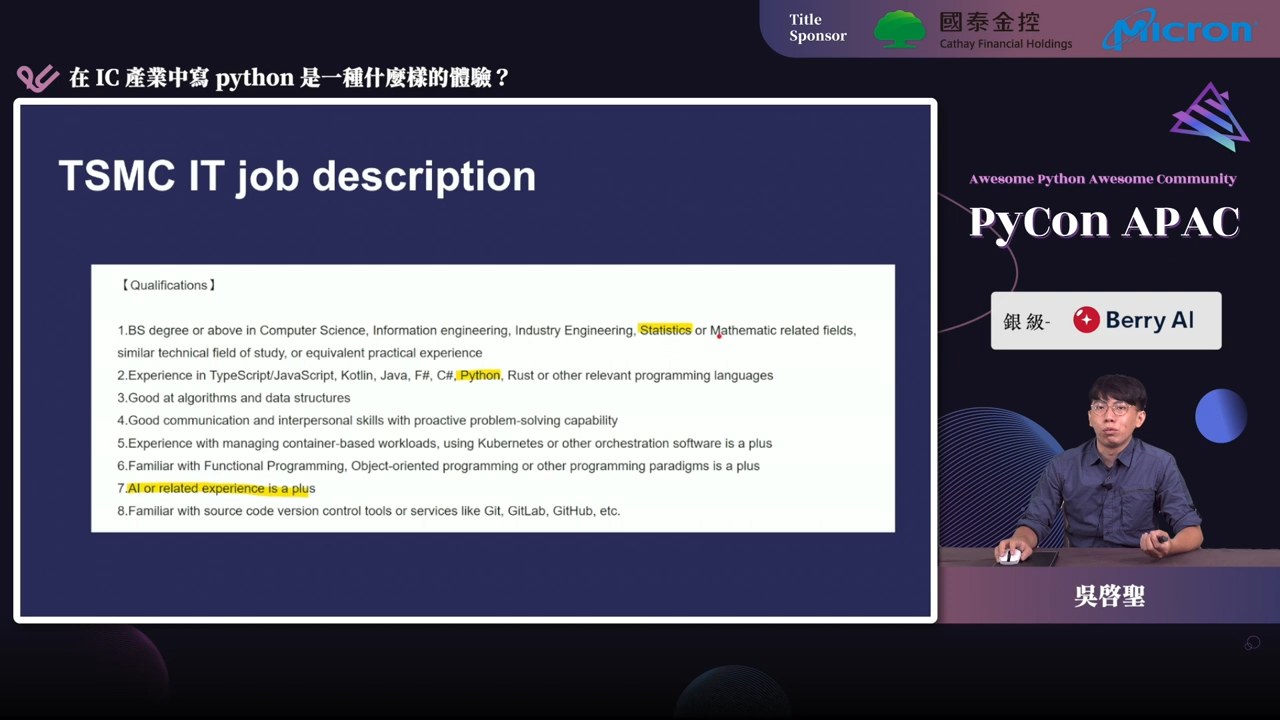 Title
Sponsor
國泰金控
Cathay Financial Holdings
Micron
在 IC 產業中寫 python 是一種什麼樣的體驗？
TSMC IT job description
【Qualifications】
1.BS degree or above in Computer Science, Information engineering, Industry Engineering, Statistics or Mathematic related fields,
similar technical field of study, or equivalent practical experience
2.Experience in TypeScript/JavaScript, Kotlin, Java, F#, C#, Python, Rust or other relevant programming languages
3.Good at algorithms and data structures
4.Good communication and interpersonal skills with proactive problem-solving capability
5.Experience with managing container-based workloads, using Kubernetes or other orchestration software is a plus
6.Familiar with Functional Programming, Object-oriented programming or other programming paradigms is a plus
7.AI or related experience is a plus
8.Familiar with source code version control tools or services like Git, GitLab, GitHub, etc.
Awesome Python Awesome Community
PyCon APAC
銀級- Berry AI
吳啓聖